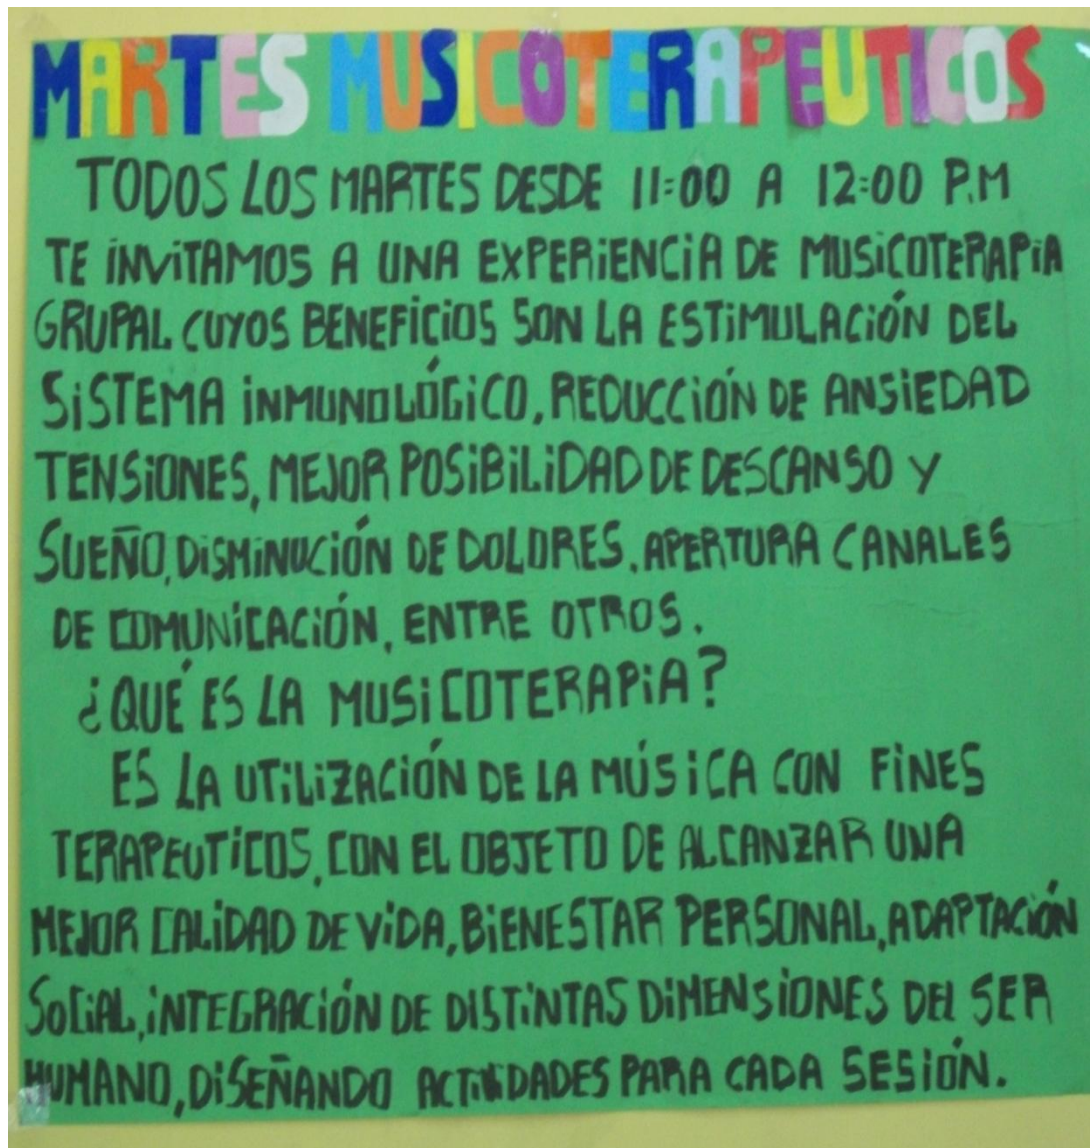 MARTES MUSICOTERAPEUTICOS
TODOS LOS MARTES DESDE 11:00 A 12:00 P.M
TE INVITAMOS A UNA EXPERIENCIA DE MUSICOTERAPIA
GRUPAL CUYOS BENEFICIOS SON LA ESTIMULACIÓN DEL
SISTEMA INMUNOLÓGICO, REDUCCIÓN DE ANSIEDAD
TENSIONES, MEJOR POSIBILIDAD DE DESCANSO Y
SUEÑO, DISMINUCIÓN DE DOLORES, APERTURA CANALES
DE COMUNICACIÓN, ENTRE OTROS.
¿QUÉ ES LA MUSICOTERAPIA?
ES LA UTILIZACIÓN DE LA MÚSICA CON FINES
TERAPEUTICOS, CON EL OBJETO DE ALCANZAR UNA
MEJOR CALIDAD DE VIDA, BIENESTAR PERSONAL, ADAPTACIÓN
SOCIAL, INTEGRACIÓN DE DISTINTAS DIMENSIONES DEL SER
HUMANO, DISEÑANDO ACTIVIDADES PARA CADA SESIÓN.